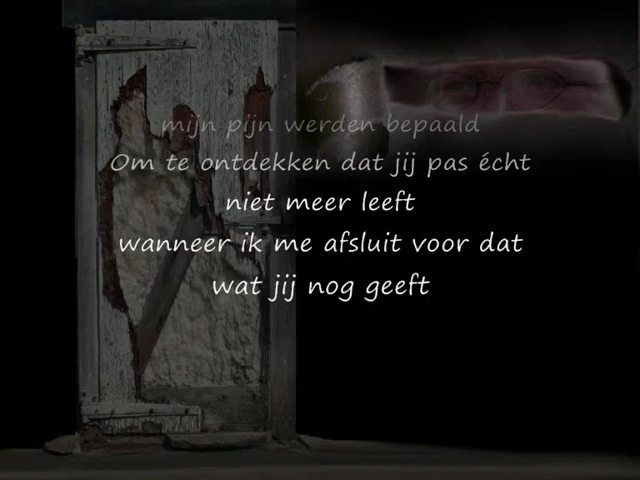 mijn pijn werden bepaald
Om te ontdekken dat jij pas écht
niet meer leeft
wanneer ik me afsluit voor dat
wat jij nog geeft